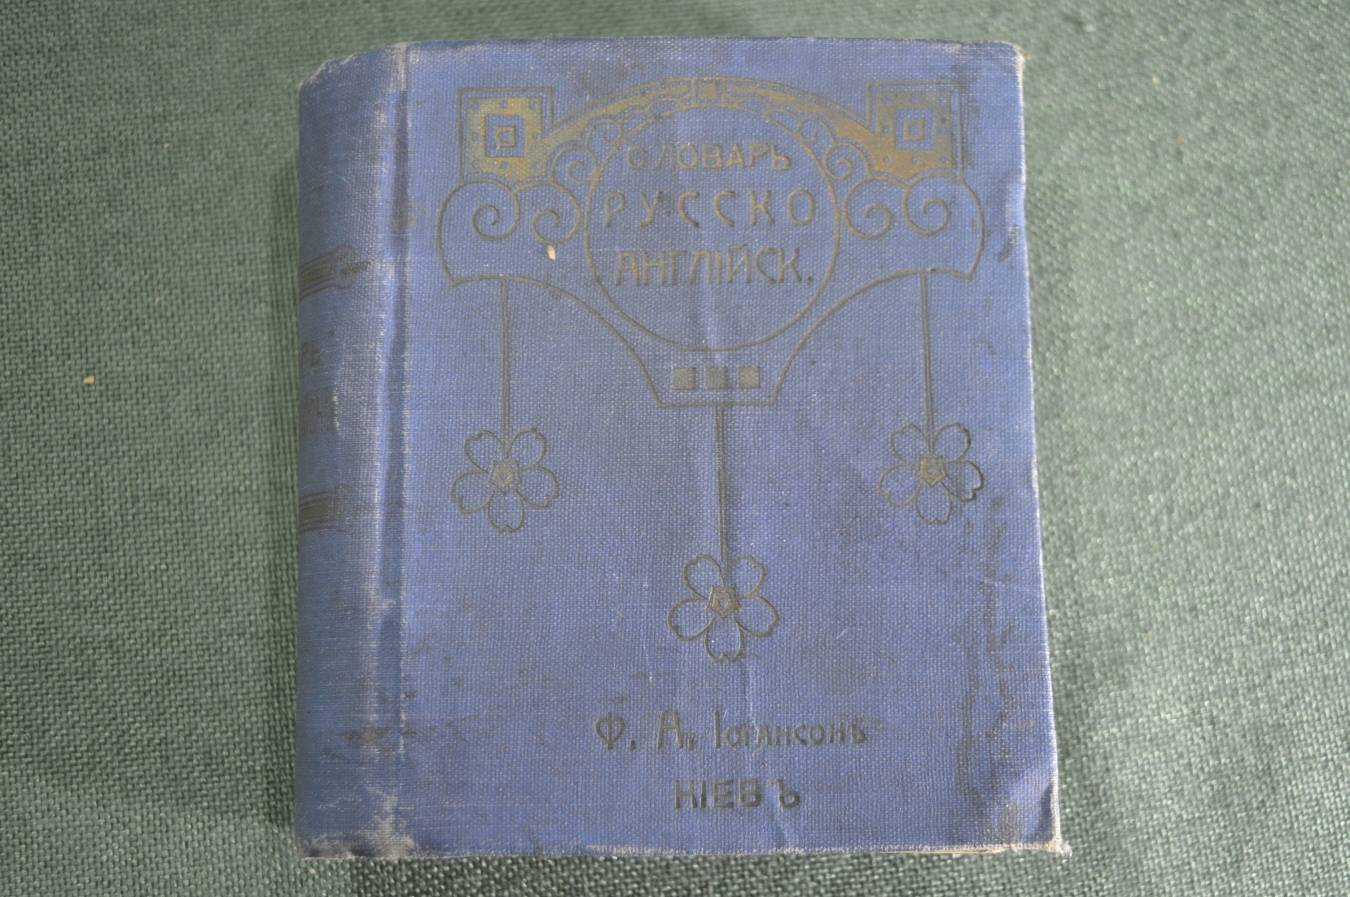 СЛОВАРЬ
РУССКО
АНГЛІЙСК.
Ф. А. Іогансонъ
КІЕВЪ